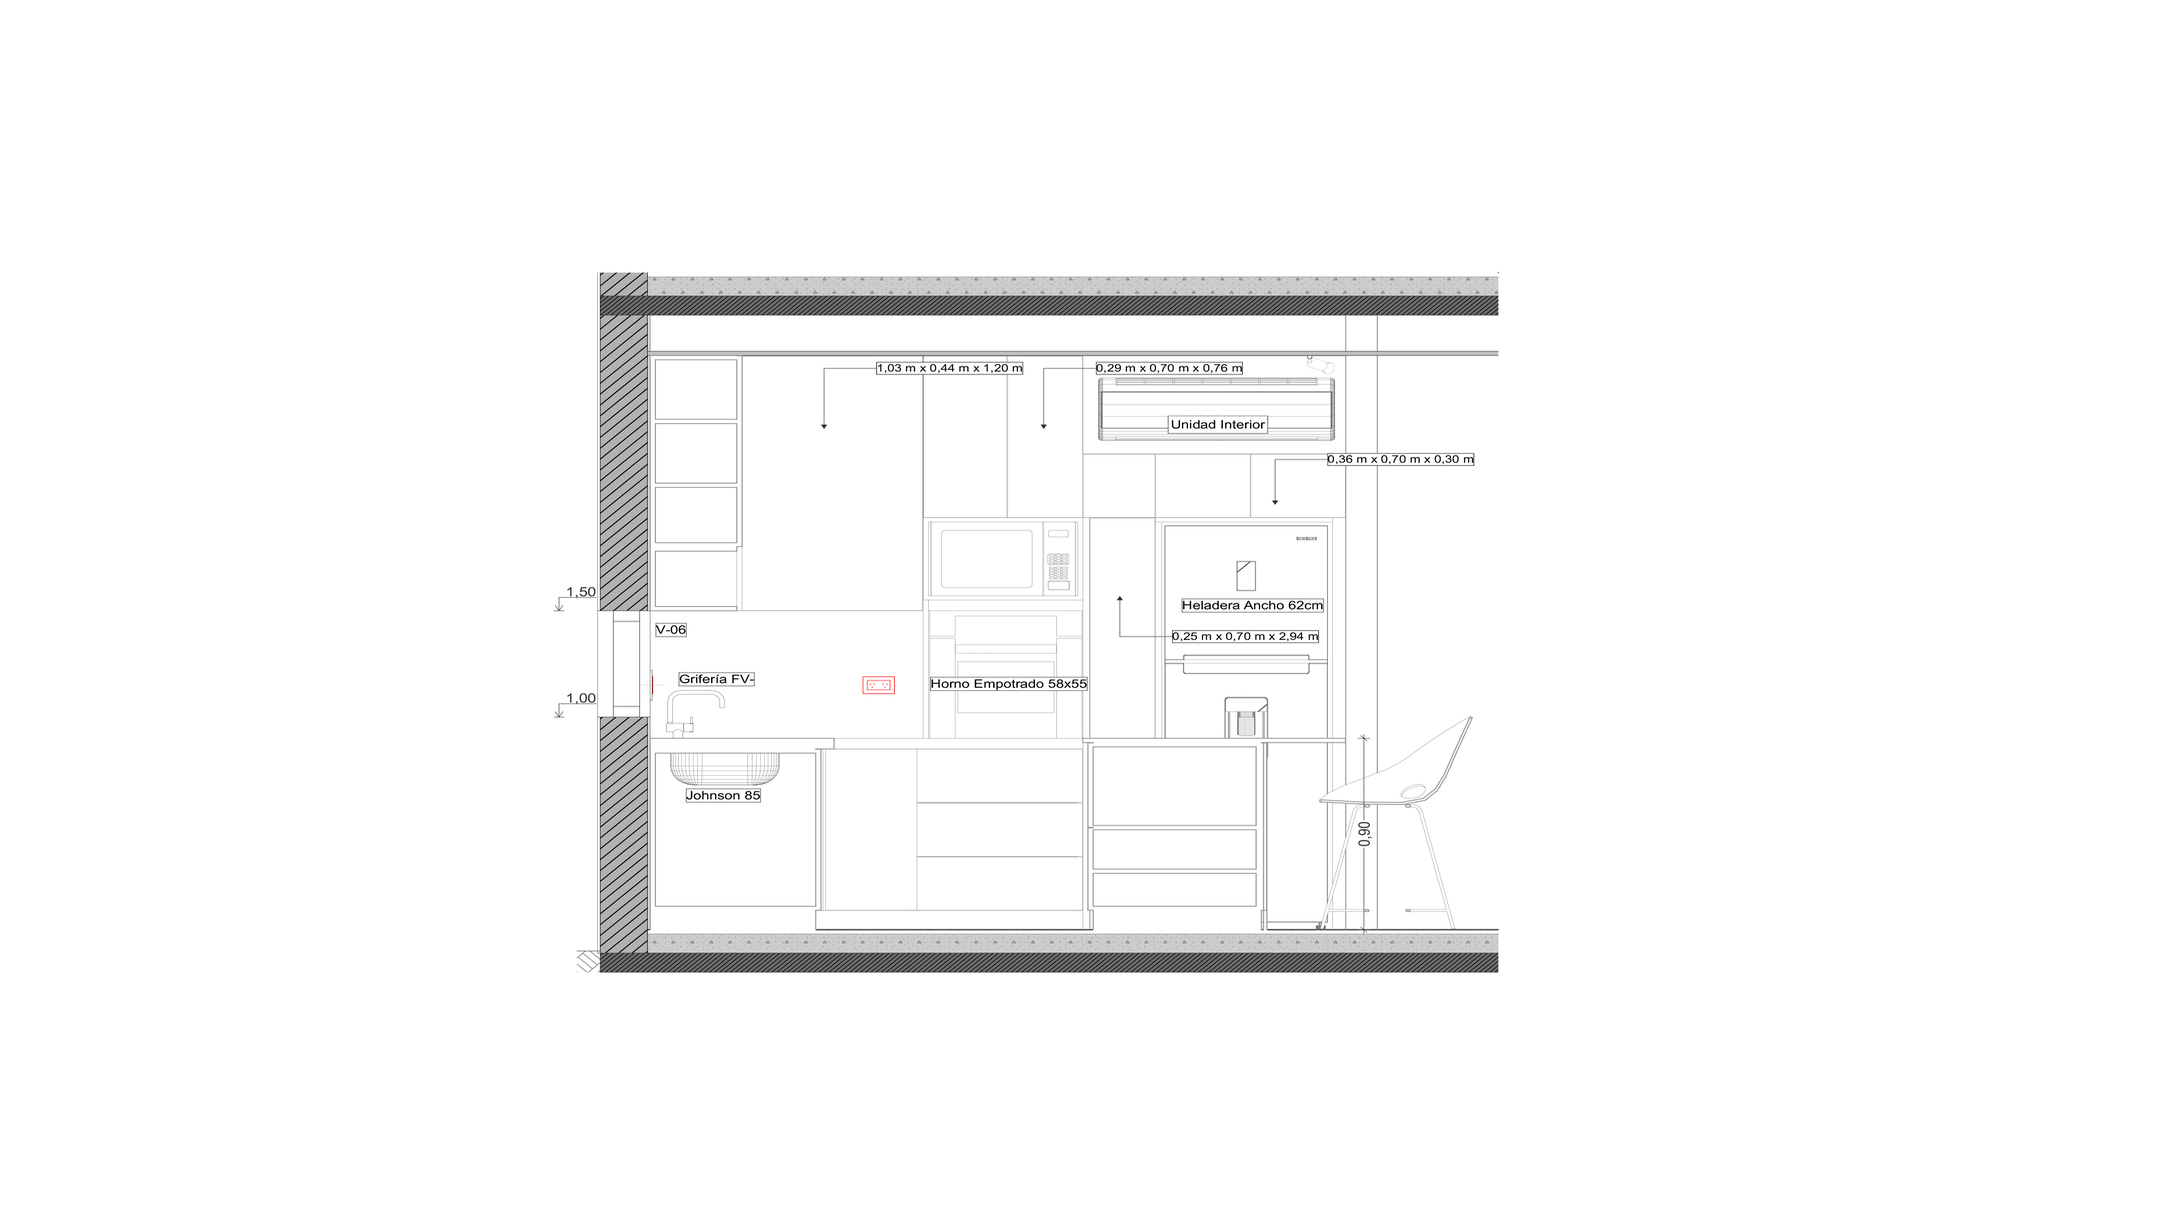 1,03 m x 0,44 m x 1,20 m
0,29 m x 0,70 m x 0,76 m
Unidad Interior
0,36 m x 0,70 m x 0,30 m
1,50
Heladera Ancho 62cm
V-06
0,25 m x 0,70 m x 2,94 m
Grifería FV-
Horno Empotrado 58x55
1,00
Johnson 85
0,90